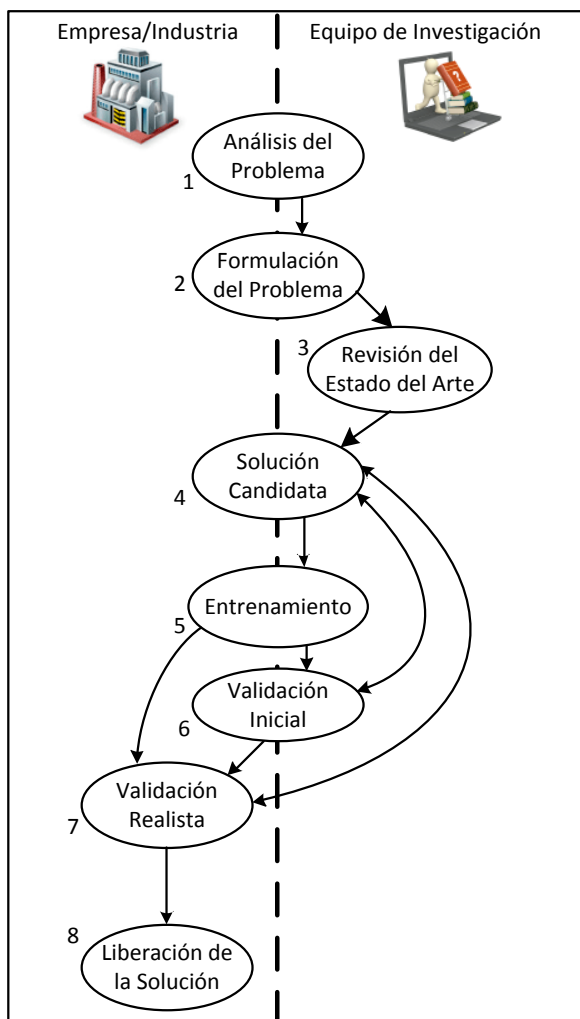 Empresa/Industria
Equipo de Investigación
?
Análisis del
Problema
1
Formulación
del Problema
2
3
Revisión del
Estado del Arte
Solución
Candidata
4
Entrenamiento
5
Validación
Inicial
6
Validación
Realista
7
8
Liberación de
la Solución